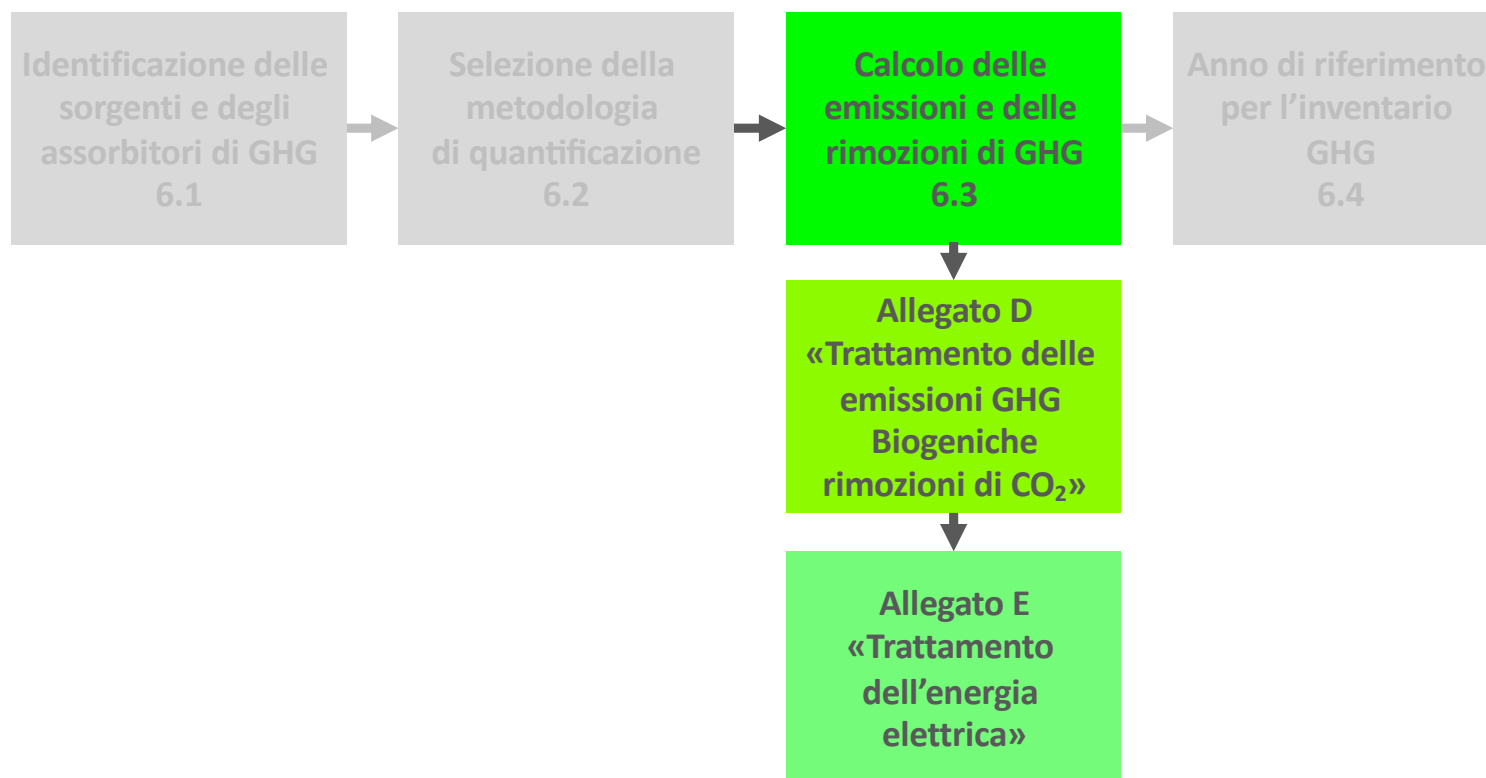 Identificazione delle
sorgenti e degli
assorbitori di GHG
6.1
Selezione della
metodologia
di quantificazione
6.2
Calcolo delle
emissioni e delle
rimozioni di GHG
6.3
Anno di riferimento
per l’inventario
GHG
6.4
Allegato D
«Trattamento delle
emissioni GHG
Biogeniche
rimozioni di CO₂»
Allegato E
«Trattamento
dell’energia
elettrica»